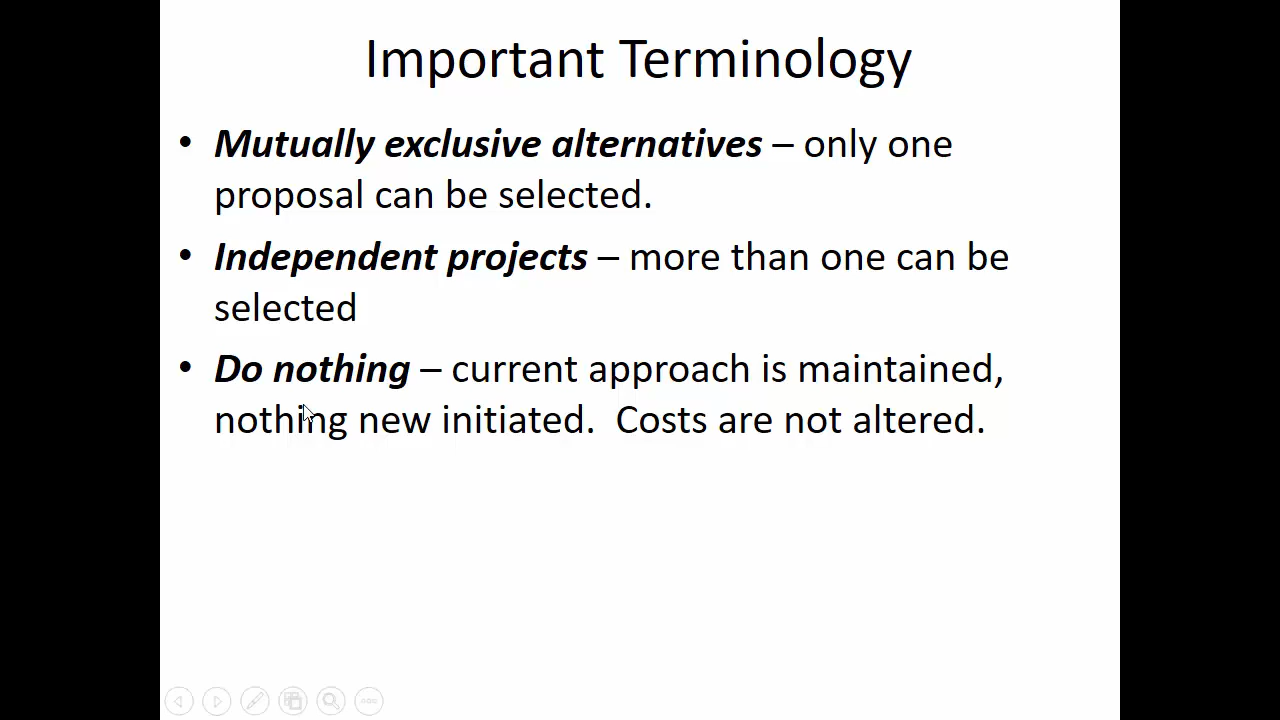 Important Terminology
• Mutually exclusive alternatives – only one
proposal can be selected.
• Independent projects – more than one can be
selected
• Do nothing – current approach is maintained,
nothing new initiated.  Costs are not altered.